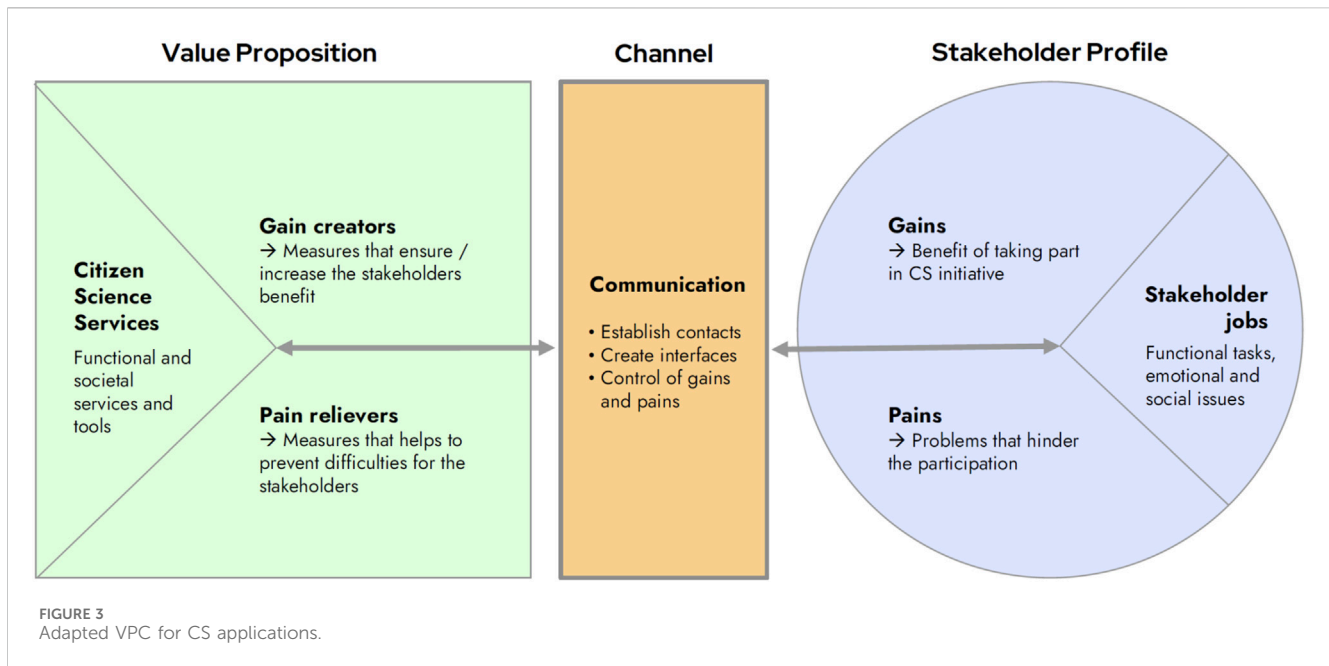 Value Proposition
Channel
Stakeholder Profile
Citizen
Science
Services
Functional and
societal
services and
tools
Gain creators
→ Measures that ensure /
increase the stakeholders
benefit
Pain relievers
→ Measures that helps to
prevent difficulties for the
stakeholders
Communication
• Establish contacts
• Create interfaces
• Control of gains
and pains
Gains
→ Benefit of taking part
in CS initiative
Pains
→ Problems that hinder
the participation
Stakeholder
jobs
Functional tasks,
emotional and
social issues
FIGURE 3
Adapted VPC for CS applications.